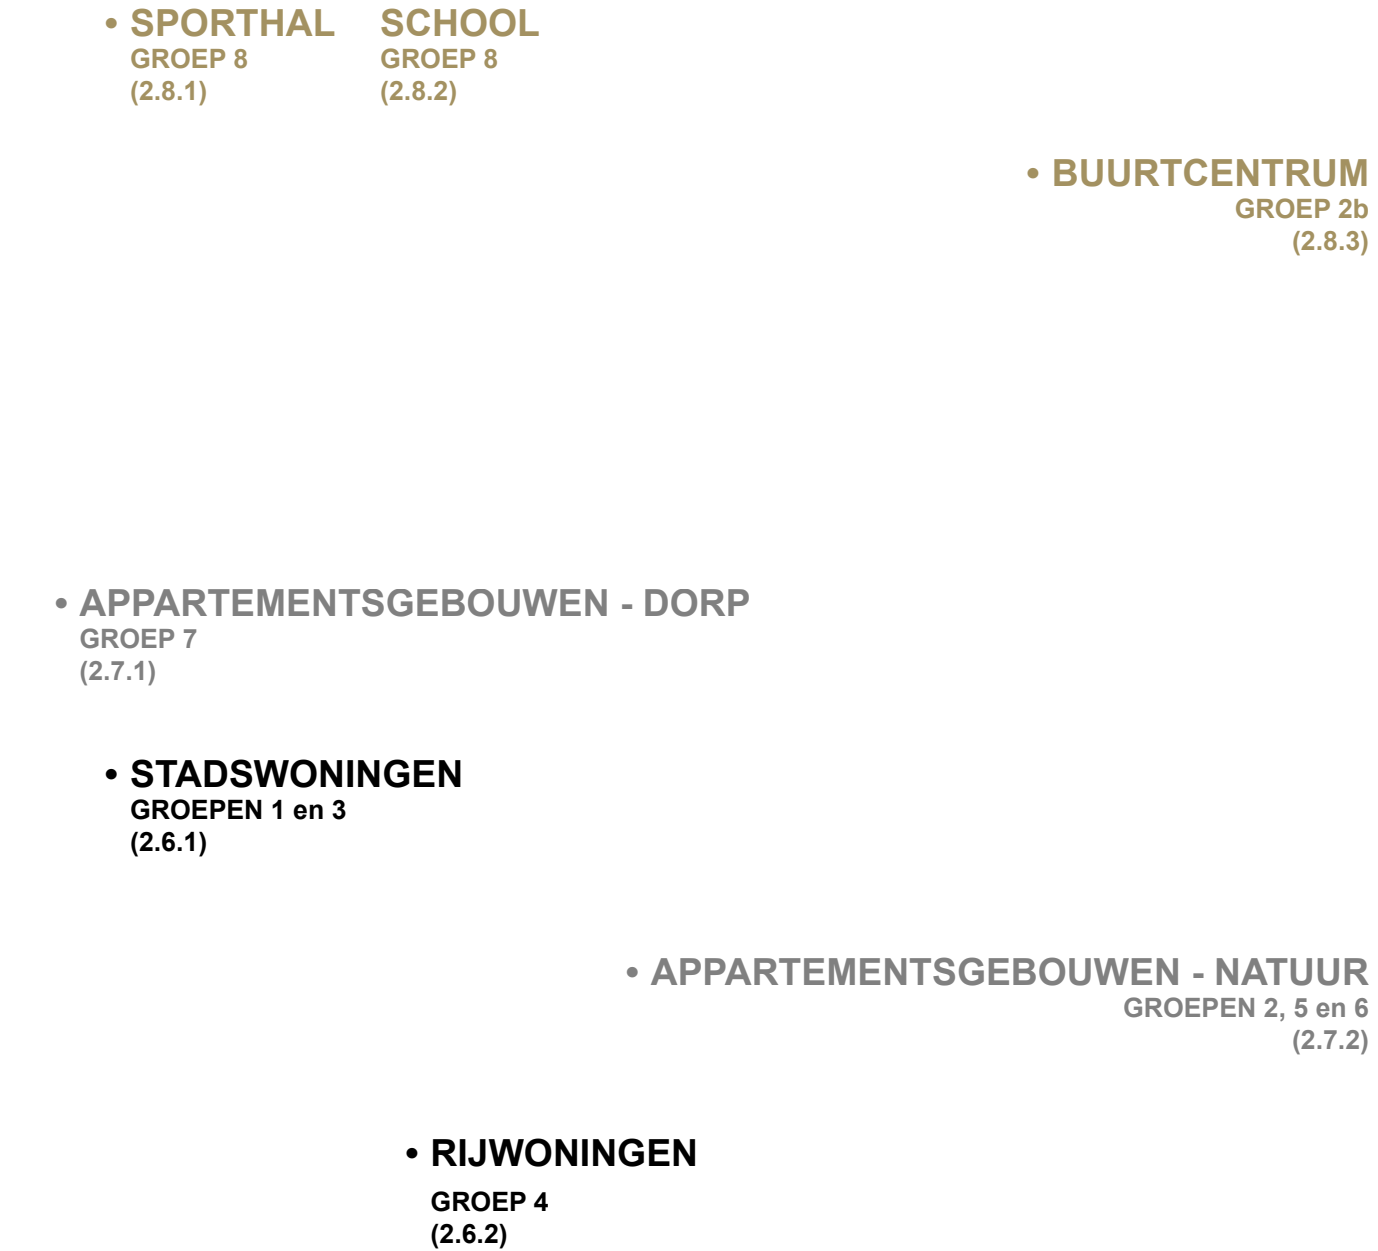 • SPORTHAL
GROEP 8
(2.8.1)
SCHOOL
GROEP 8
(2.8.2)
• BUURTCENTRUM
GROEP 2b
(2.8.3)
• APPARTEMENTSGEBOUWEN - DORP
GROEP 7
(2.7.1)
• STADSWONINGEN
GROEPEN 1 en 3
(2.6.1)
• APPARTEMENTSGEBOUWEN - NATUUR
GROEPEN 2, 5 en 6
(2.7.2)
• RIJWONINGEN
GROEP 4
(2.6.2)